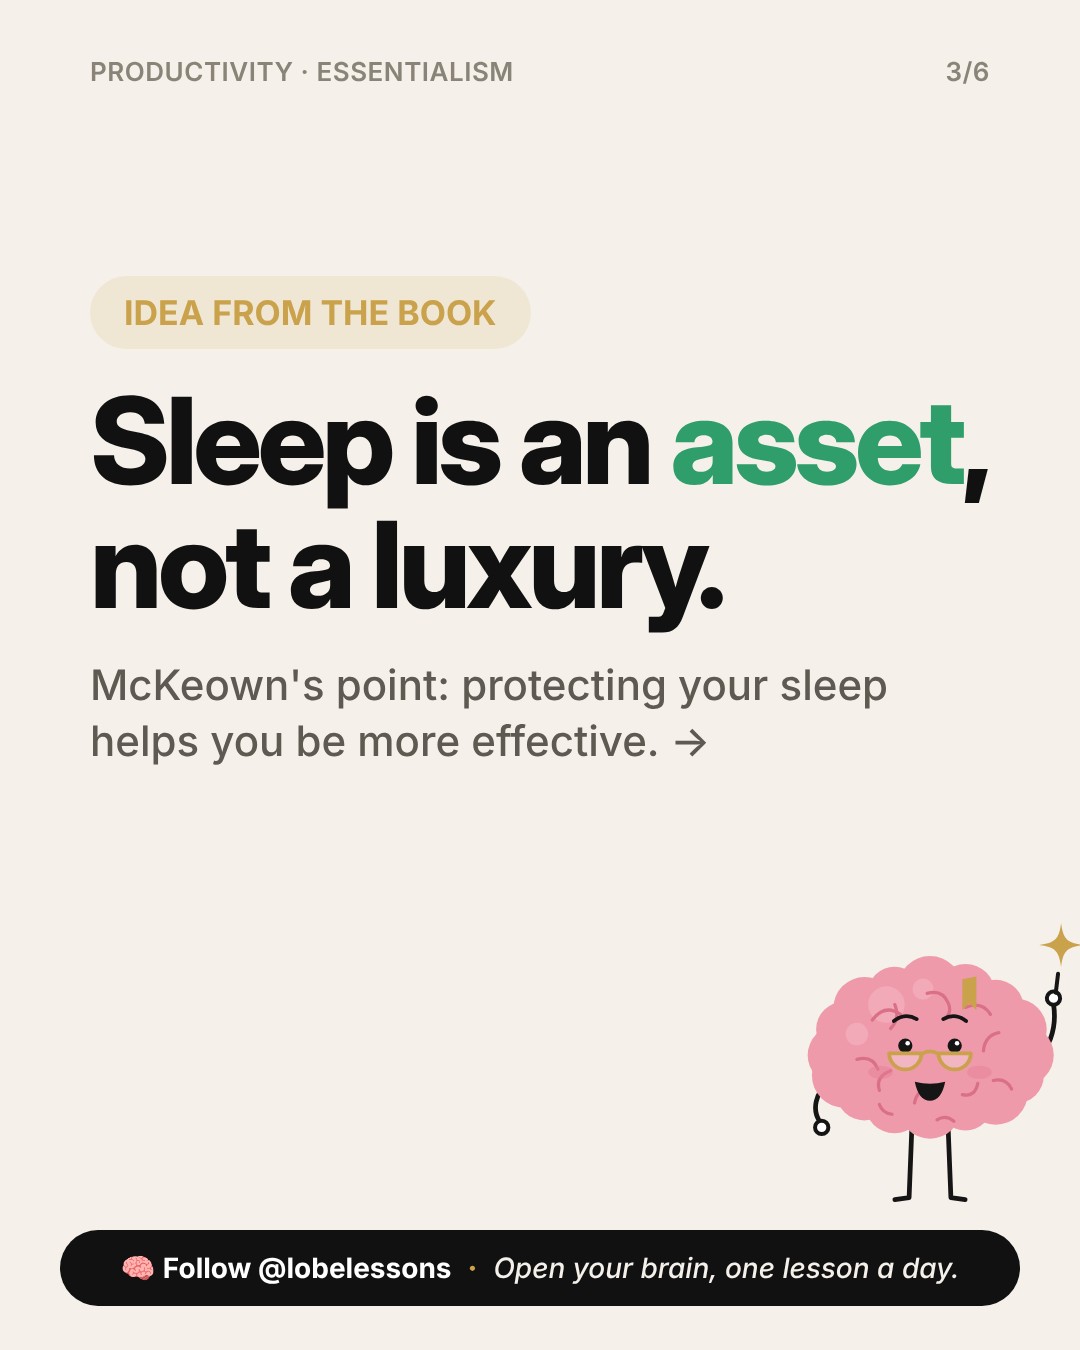 PRODUCTIVITY · ESSENTIALISM
3/6
IDEA FROM THE BOOK
Sleep is an asset,
not a luxury.
McKeown's point: protecting your sleep
helps you be more effective. →
🧠 Follow @lobelessons · Open your brain, one lesson a day.